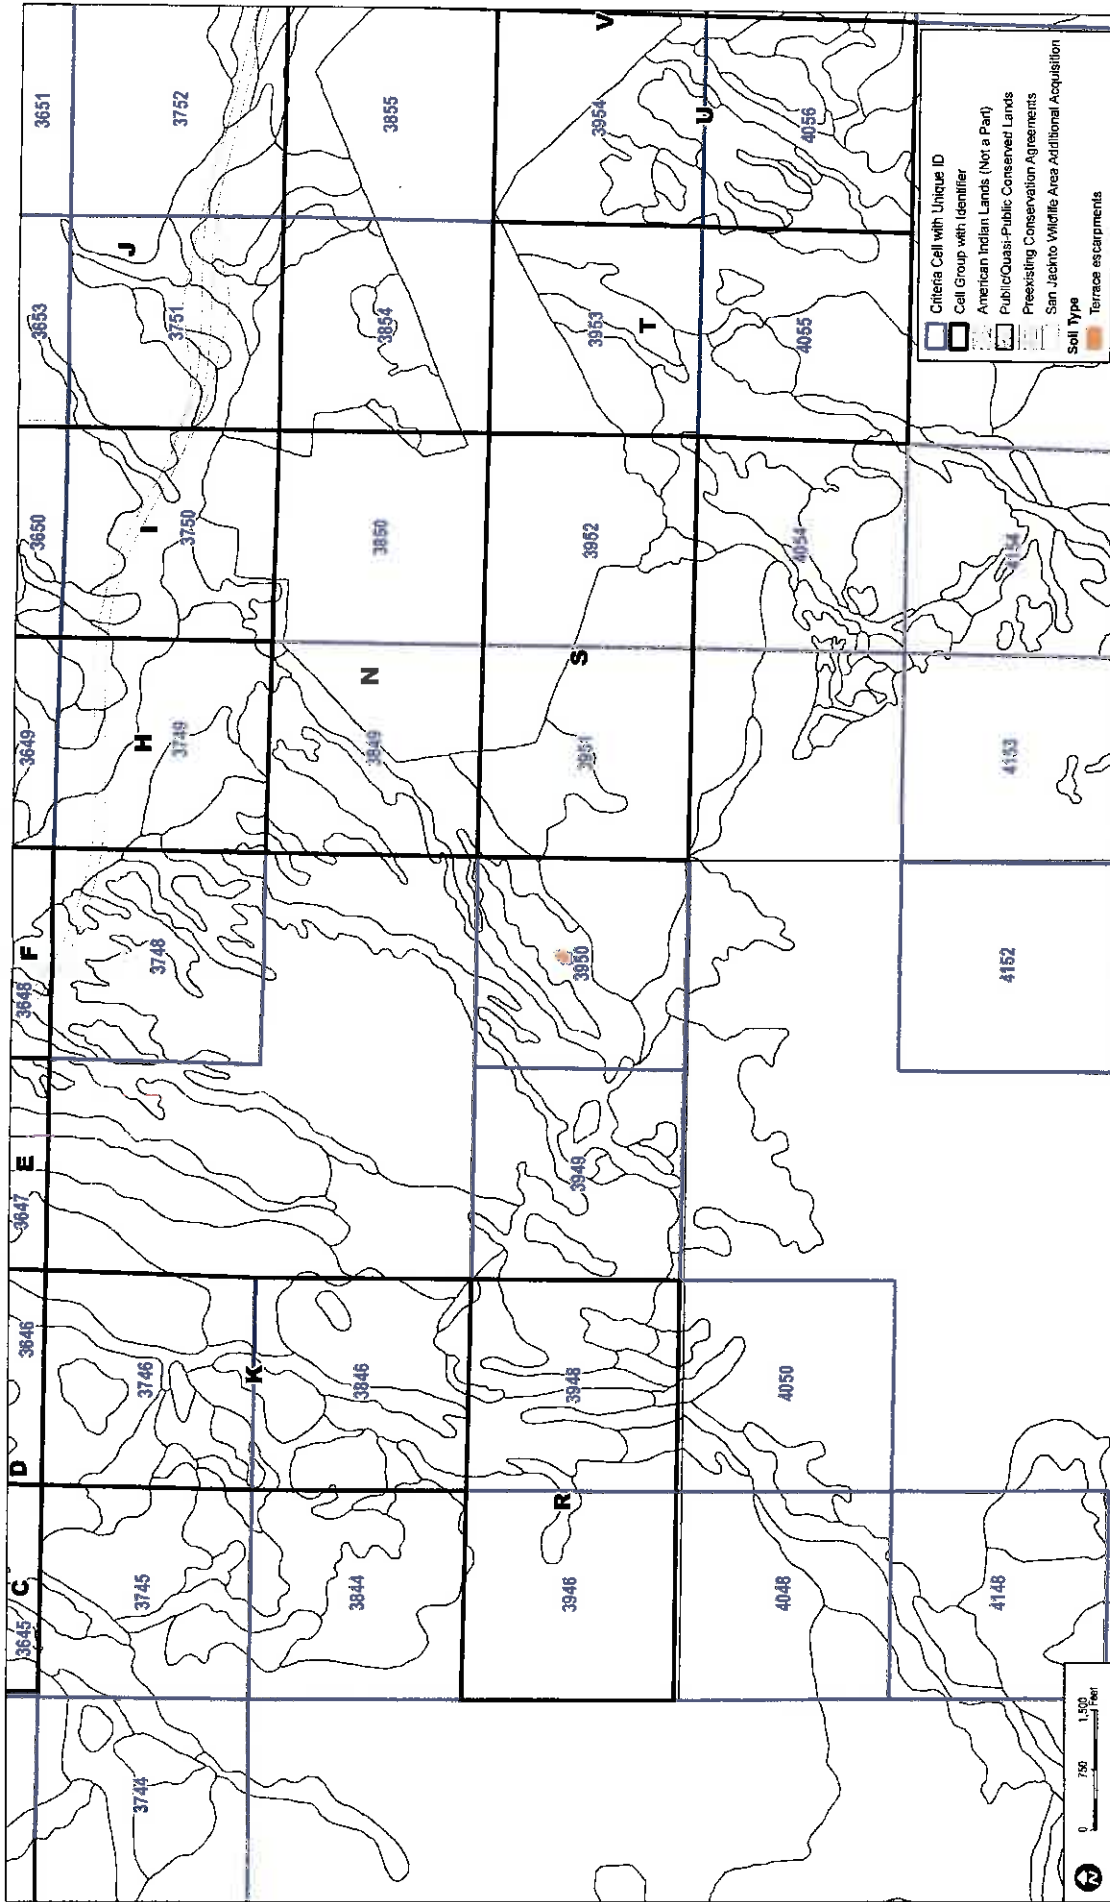 3645
C
D
3646
3647
E
3648
F
3649
3650
3653
3651
3744
3745
3746
3748
H
3749
I
3750
3751
J
3752
K
3844
3846
3849
N
3850
3854
3855
R
3946
3948
3949
3950
3951
S
3952
3953
T
3954
V
U
4048
4050
4054
4055
4056
4148
4152
4153
4154
Criteria Cell with Unique ID
Cell Group with Identifier
American Indian Lands (Not a Part)
Public/Quasi-Public Conserved Lands
Preexisting Conservation Agreements
San Jacinto Wildlife Area Additional Acquisition
Soil Type
Terrace escarpments
N
0 750 1,500
Feet